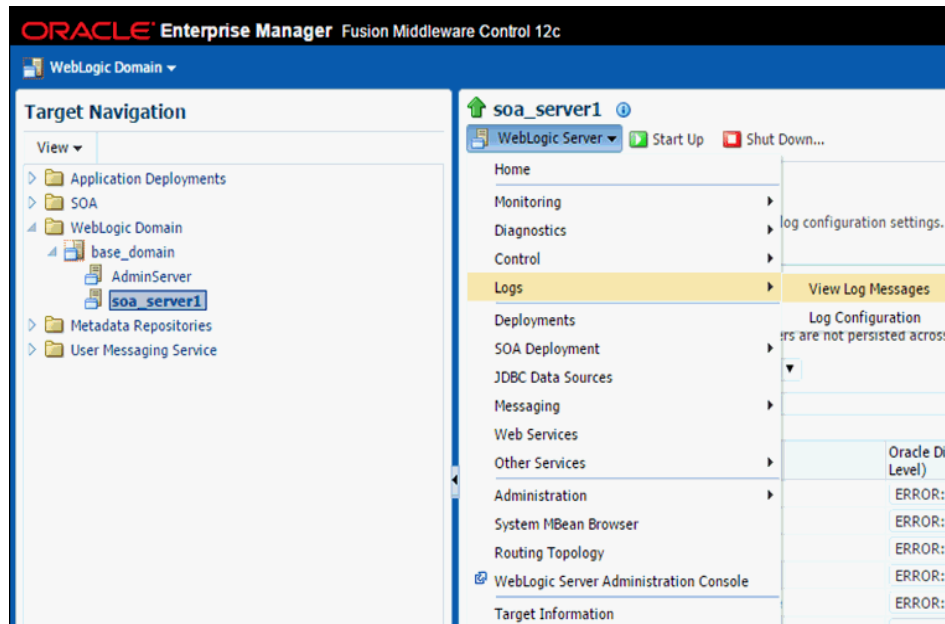 ORACLE Enterprise Manager Fusion Middleware Control 12c
WebLogic Domain
Target Navigation
View
Application Deployments
SOA
WebLogic Domain
base_domain
AdminServer
soa_server1
Metadata Repositories
User Messaging Service
soa_server1
WebLogic Server Start Up Shut Down...
Home
Monitoring
Diagnostics
log configuration settings.
Control
Logs
View Log Messages
Log Configuration
Deployments
are not persisted
SOA Deployment
JDBC Data Sources
Messaging
Web Services
Other Services
Oracle
Level)
Administration
ERROR:
System MBean Browser
ERROR:
Routing Topology
ERROR:
WebLogic Server Administration Console
ERROR:
Target Information
ERROR: